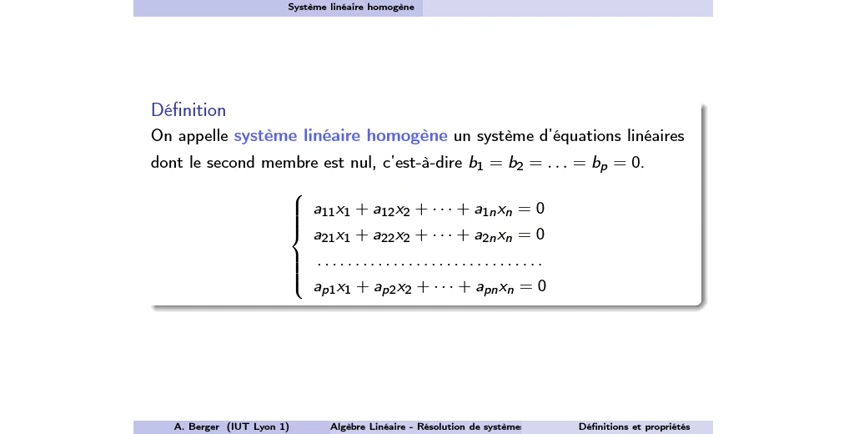 Système linéaire homogène
Définition
On appelle système linéaire homogène un système d'équations linéaires
dont le second membre est nul, c'est-à-dire b₁ = b₂ = . . . = bₚ = 0.
a₁₁x₁ + a₁₂x₂ + · · · + a₁ₙxₙ = 0
a₂₁x₁ + a₂₂x₂ + · · · + a₂ₙxₙ = 0
. . . . . . . . . . . . . . . . . . . . . . . . . . . . . .
aₚ₁x₁ + aₚ₂x₂ + · · · + aₚₙxₙ = 0
A. Berger (IUT Lyon 1) Algèbre Linéaire - Résolution de systèmes Définitions et propriétés